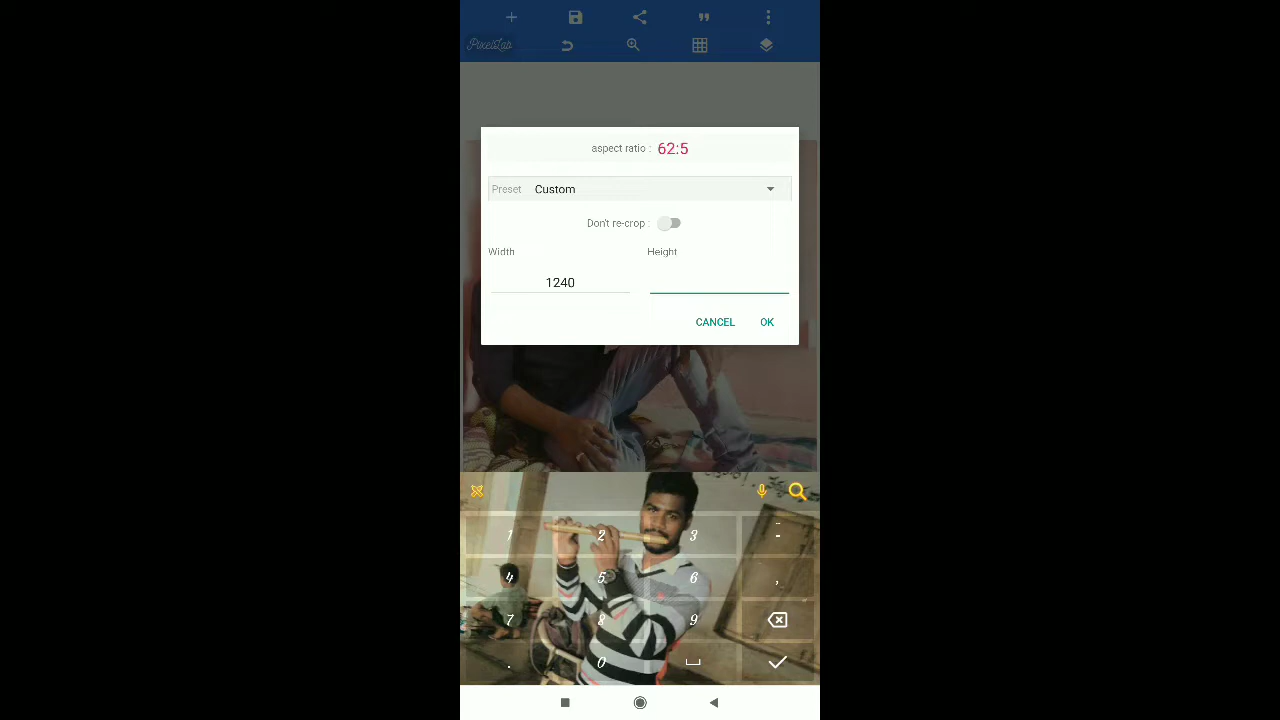 PixelLab
aspect ratio : 62:5
Preset Custom
Don't re-crop :
Width Height
1240
CANCEL OK
1 2 3 -
4 5 6 ,
7 8 9
. 0